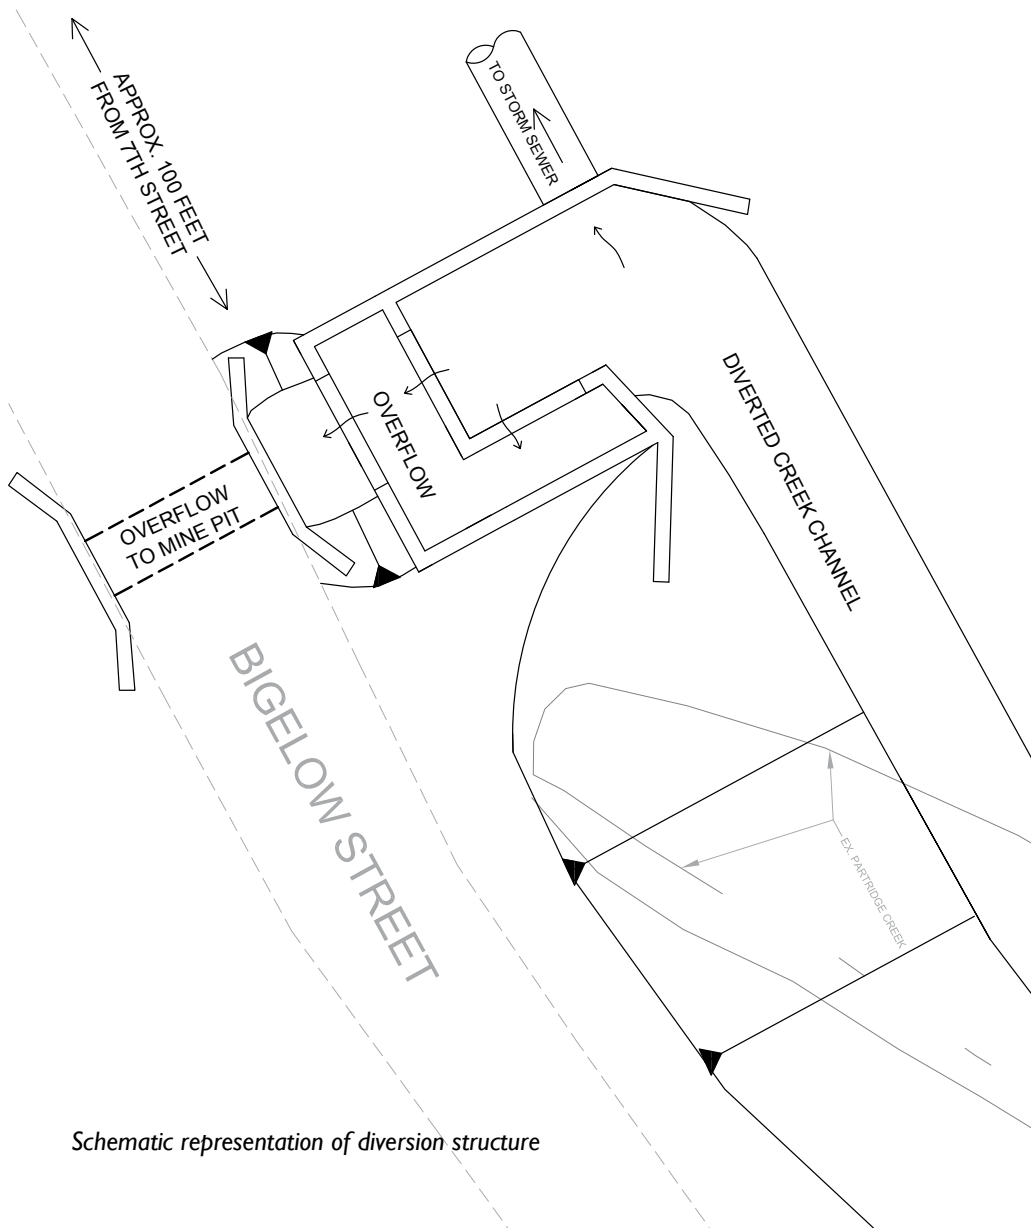 APPROX. 100 FEET
FROM 7TH STREET
TO STORM SEWER
OVERFLOW
DIVERTED CREEK CHANNEL
OVERFLOW
TO MINE PIT
BIGELOW STREET
EX. PARTRIDGE CREEK
Schematic representation of diversion structure